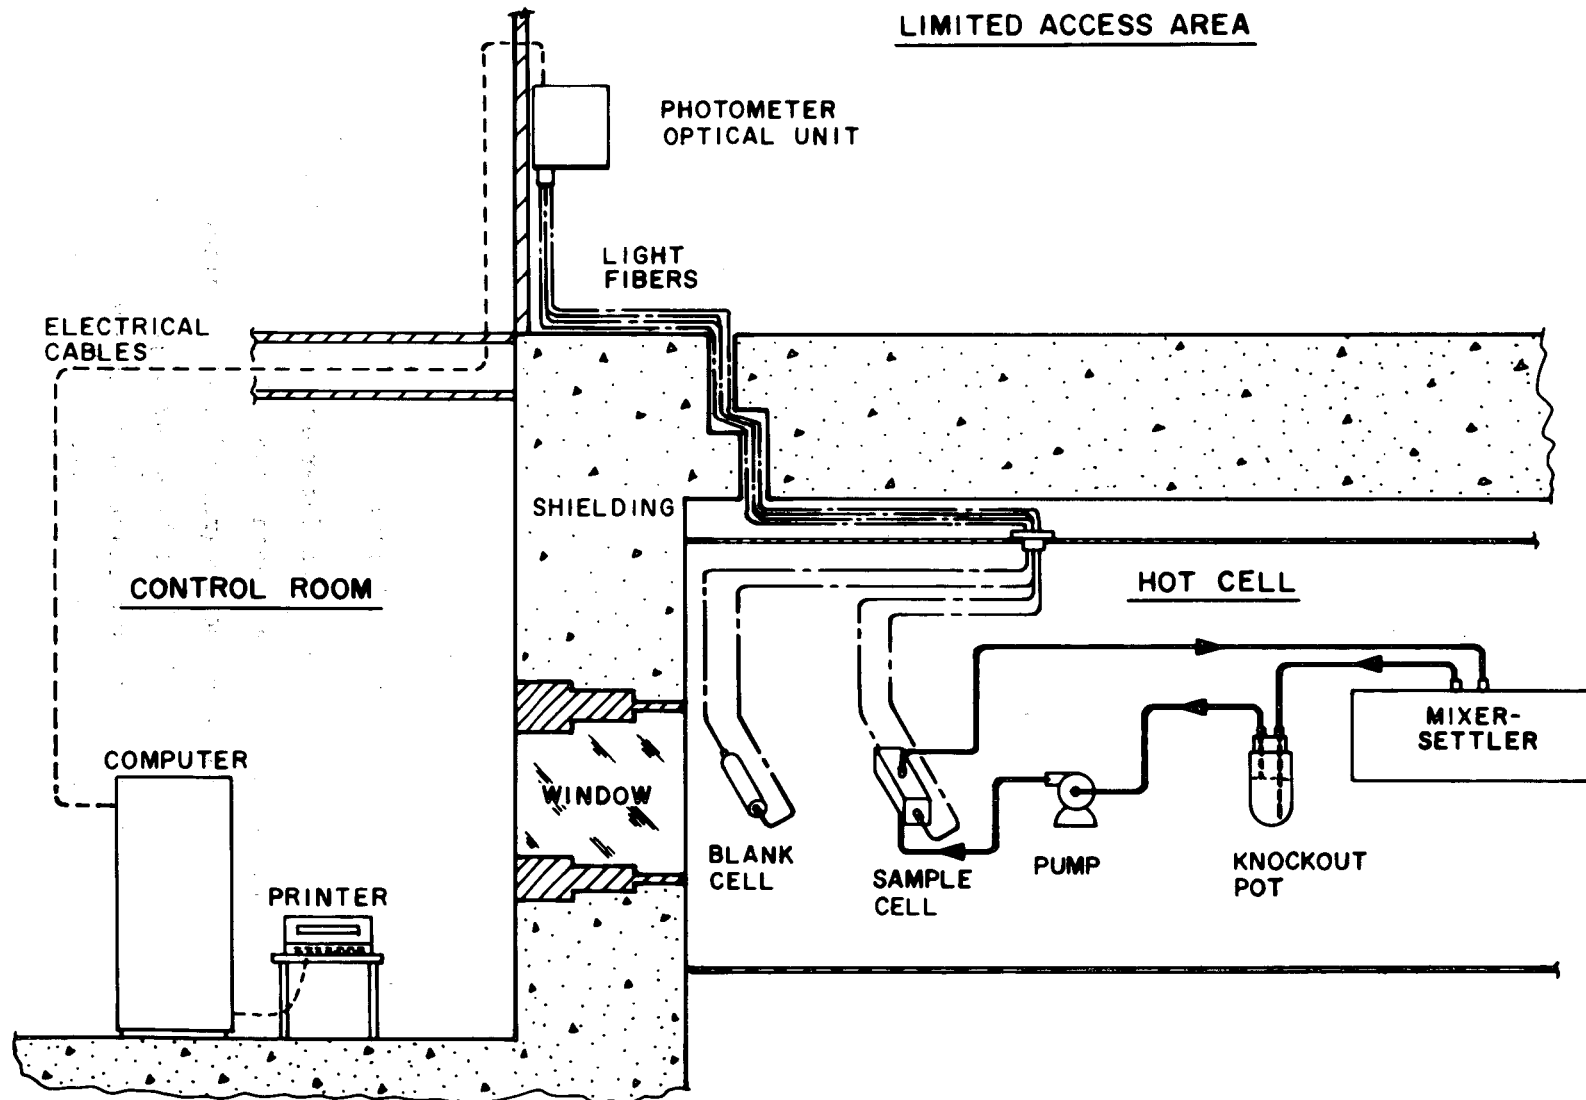 LIMITED ACCESS AREA
PHOTOMETER
OPTICAL UNIT
LIGHT
FIBERS
ELECTRICAL
CABLES
SHIELDING
CONTROL ROOM
HOT CELL
MIXER-
SETTLER
COMPUTER
WINDOW
BLANK
CELL
SAMPLE
CELL
PUMP
KNOCKOUT
POT
PRINTER